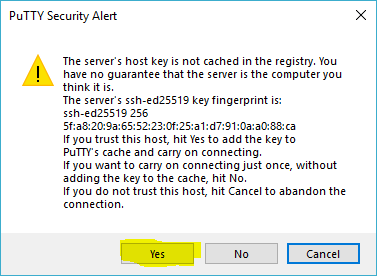 PuTTY Security Alert
The server's host key is not cached in the registry. You
have no guarantee that the server is the computer you
think it is.
The server's ssh-ed25519 key fingerprint is:
ssh-ed25519 256
5f:a8:20:9a:65:52:23:0f:25:a1:d7:91:0a:a0:88:ca
If you trust this host, hit Yes to add the key to
PuTTY's cache and carry on connecting.
If you want to carry on connecting just once, without
adding the key to the cache, hit No.
If you do not trust this host, hit Cancel to abandon the
connection.
Yes No Cancel